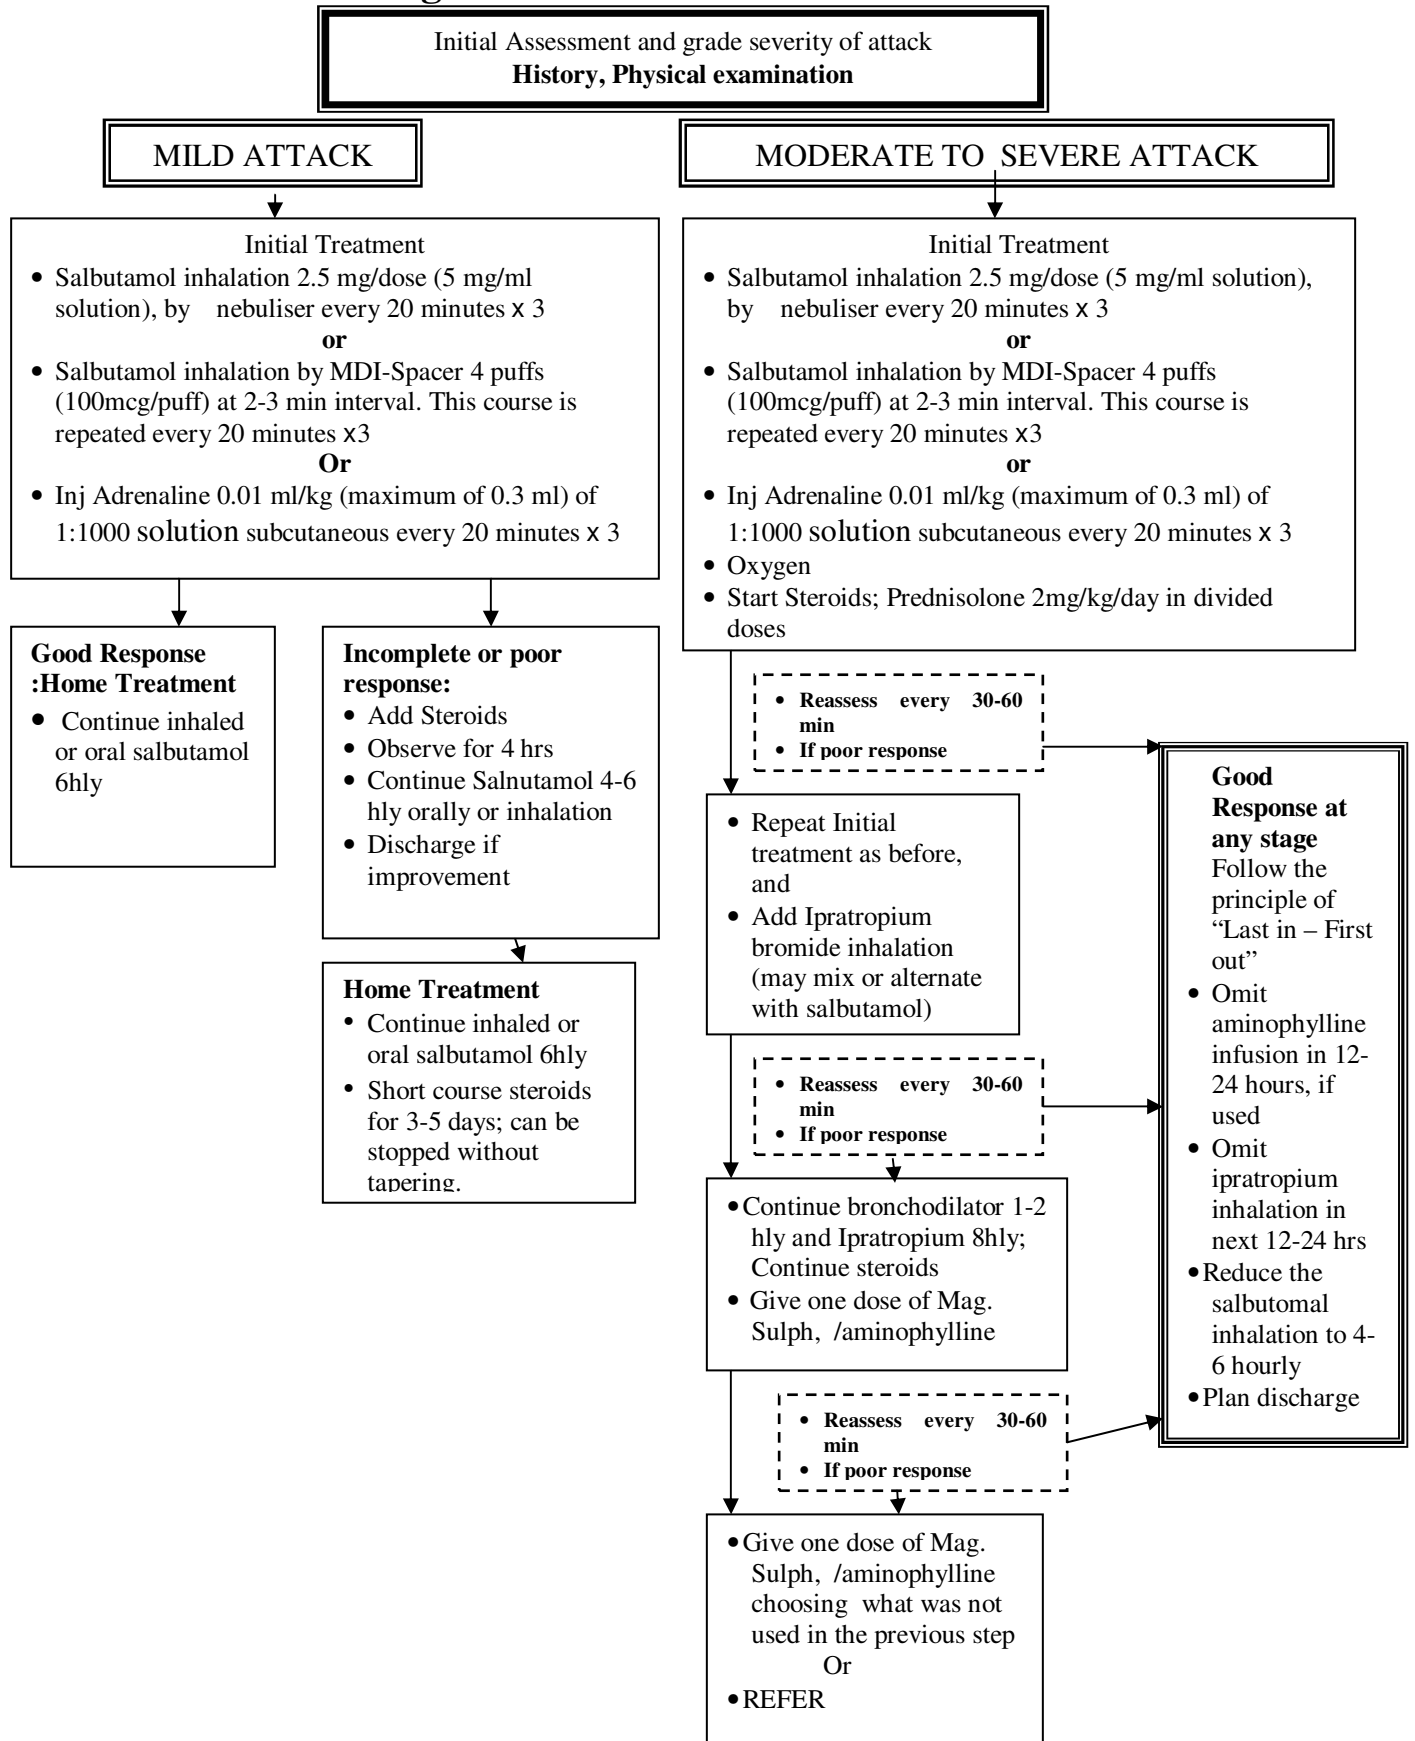 Initial Assessment and grade severity of attack
History, Physical examination
MILD ATTACK
Initial Treatment
• Salbutamol inhalation 2.5 mg/dose (5 mg/ml
solution), by nebuliser every 20 minutes x 3
or
• Salbutamol inhalation by MDI-Spacer 4 puffs
(100mcg/puff) at 2-3 min interval. This course is
repeated every 20 minutes x3
Or
• Inj Adrenaline 0.01 ml/kg (maximum of 0.3 ml) of
1:1000 solution subcutaneous every 20 minutes x 3
Good Response
:Home Treatment
• Continue inhaled
or oral salbutamol
6hly
Incomplete or poor
response:
• Add Steroids
• Observe for 4 hrs
• Continue Salnutamol 4-6
hly orally or inhalation
• Discharge if
improvement
Home Treatment
• Continue inhaled or
oral salbutamol 6hly
• Short course steroids
for 3-5 days; can be
stopped without
tapering.
MODERATE TO SEVERE ATTACK
Initial Treatment
• Salbutamol inhalation 2.5 mg/dose (5 mg/ml solution),
by nebuliser every 20 minutes x 3
or
• Salbutamol inhalation by MDI-Spacer 4 puffs
(100mcg/puff) at 2-3 min interval. This course is
repeated every 20 minutes x3
or
• Inj Adrenaline 0.01 ml/kg (maximum of 0.3 ml) of
1:1000 solution subcutaneous every 20 minutes x 3
• Oxygen
• Start Steroids; Prednisolone 2mg/kg/day in divided
doses
• Reassess every 30-60
min
• If poor response
• Repeat Initial
treatment as before,
and
• Add Ipratropium
bromide inhalation
(may mix or alternate
with salbutamol)
• Reassess every 30-60
min
• If poor response
• Continue bronchodilator 1-2
hly and Ipratropium 8hly;
Continue steroids
• Give one dose of Mag.
Sulph, /aminophylline
• Reassess every 30-60
min
• If poor response
• Give one dose of Mag.
Sulph, /aminophylline
choosing what was not
used in the previous step
Or
• REFER
Good
Response at
any stage
Follow the
principle of
“Last in – First
out”
• Omit
aminophylline
infusion in 12-
24 hours, if
used
• Omit
ipratropium
inhalation in
next 12-24 hrs
• Reduce the
salbutomal
inhalation to 4-
6 hourly
• Plan discharge